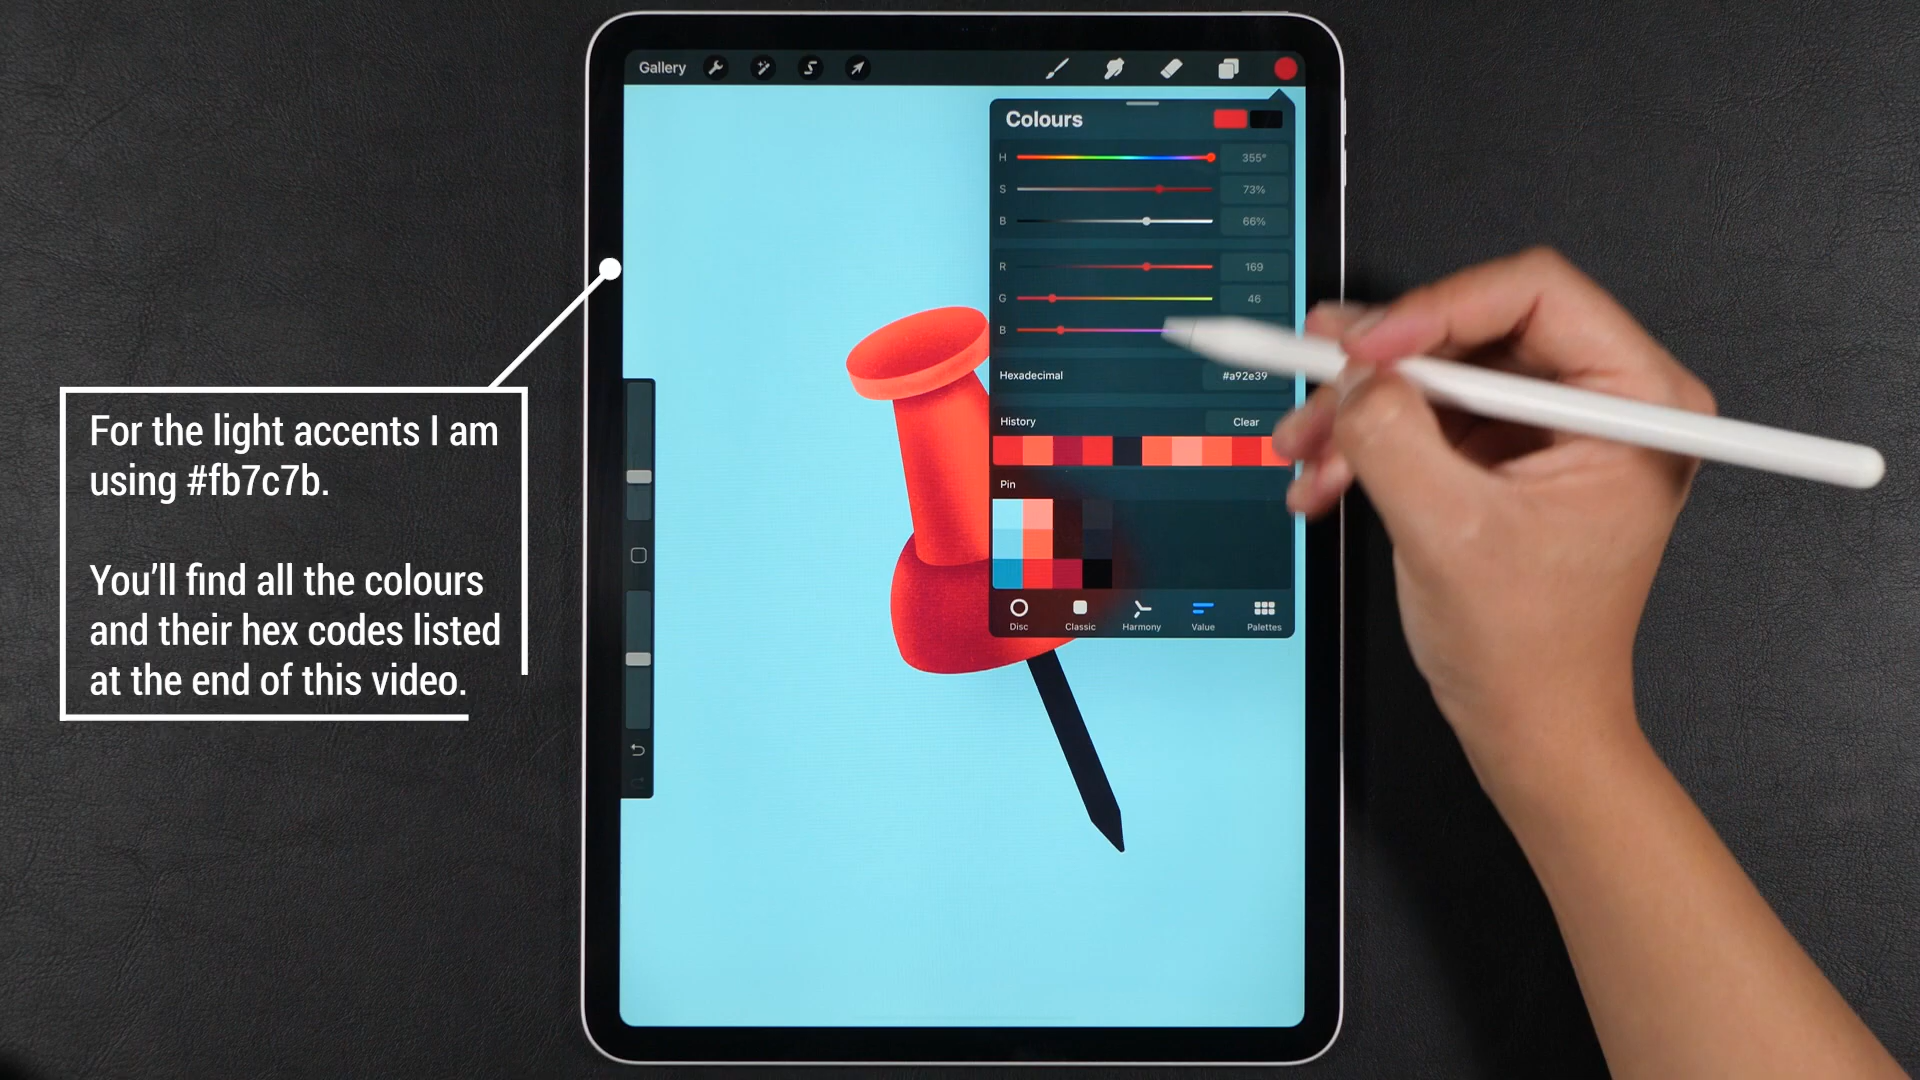 Gallery
Colours
H 355°
S 73%
B 66%
R 169
G 46
B
Hexadecimal #a92e39
History Clear
Pin
Disc Classic Harmony Value Palettes
For the light accents I am
using #fb7c7b.
You’ll find all the colours
and their hex codes listed
at the end of this video.